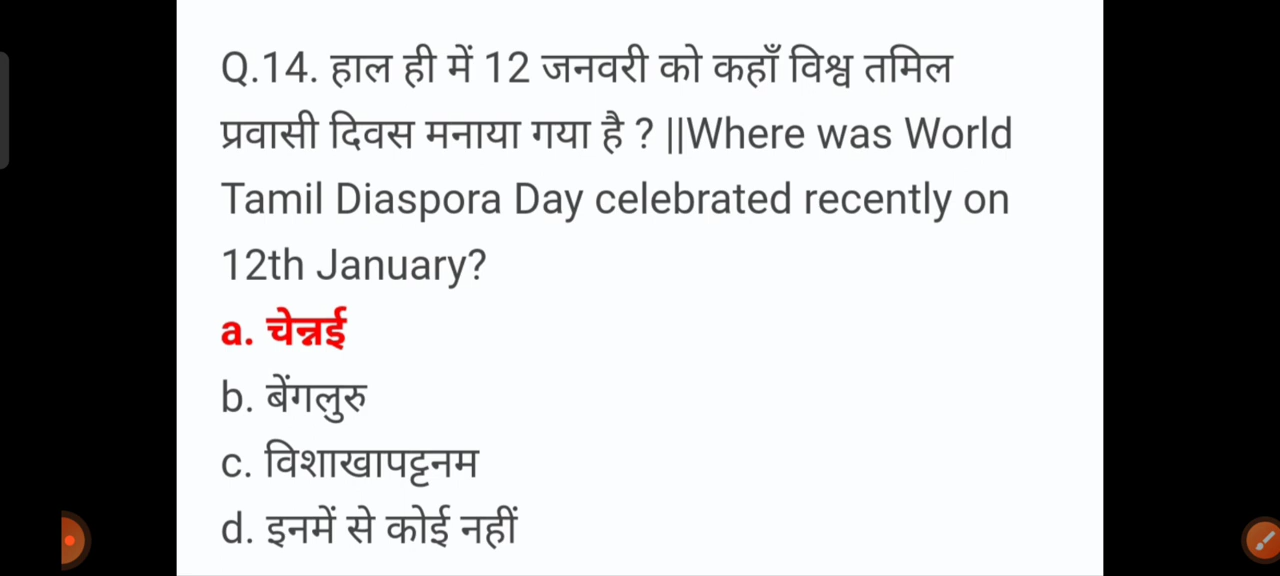 Q.14. हाल ही में 12 जनवरी को कहाँ विश्व तमिल
प्रवासी दिवस मनाया गया है ? ||Where was World
Tamil Diaspora Day celebrated recently on
12th January?
a. चेन्नई
b. बेंगलुरु
c. विशाखापट्टनम
d. इनमें से कोई नहीं